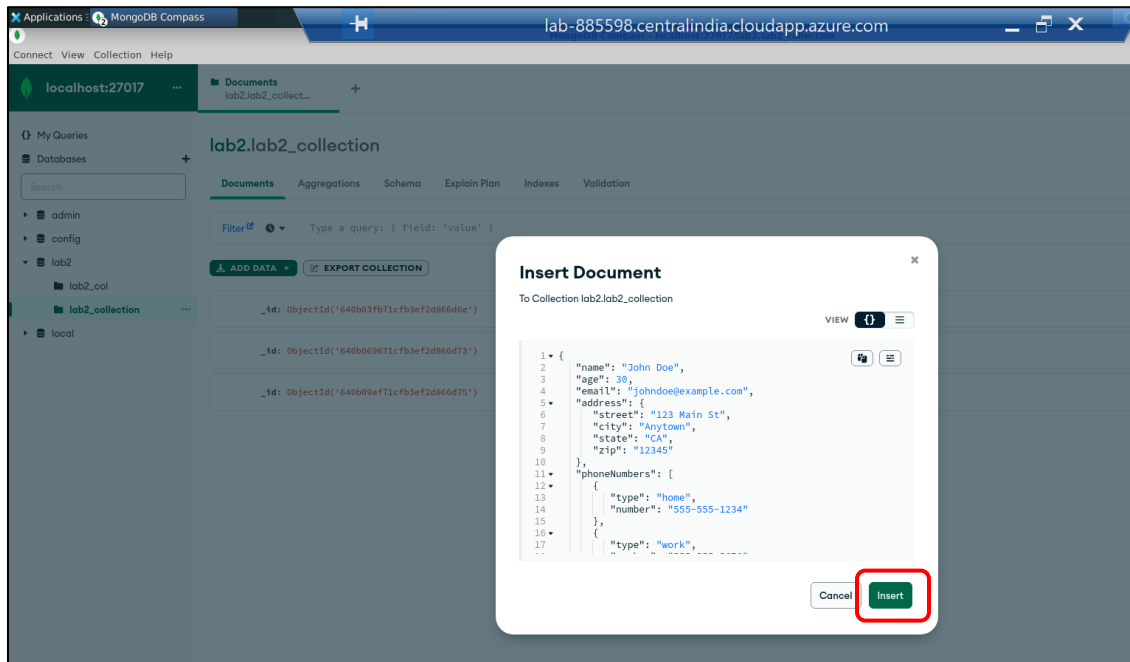 Applications : MongoDB Compass
lab-885598.centralindia.cloudapp.azure.com
Connect View Collection Help
localhost:27017 ...
Documents
lab2.lab2_collect...
+
{} My Queries
Databases +
Search
admin
config
lab2
lab2_col
lab2_collection ...
local
lab2.lab2_collection
Documents Aggregations Schema Explain Plan Indexes Validation
Filter Type a query: { field: 'value' }
ADD DATA EXPORT COLLECTION
_id: ObjectId('640b03fb71cfb3ef2d866d6e')
_id: ObjectId('640b069671cfb3ef2d866d73')
_id: ObjectId('640b09af71cfb3ef2d866d75')
Insert Document
To Collection lab2.lab2_collection
VIEW {}
1 {
2 "name": "John Doe",
3 "age": 30,
4 "email": "johndoe@example.com",
5 "address": {
6 "street": "123 Main St",
7 "city": "Anytown",
8 "state": "CA",
9 "zip": "12345"
10 },
11 "phoneNumbers": [
12 {
13 "type": "home",
14 "number": "555-555-1234"
15 },
16 {
17 "type": "work",
Cancel Insert